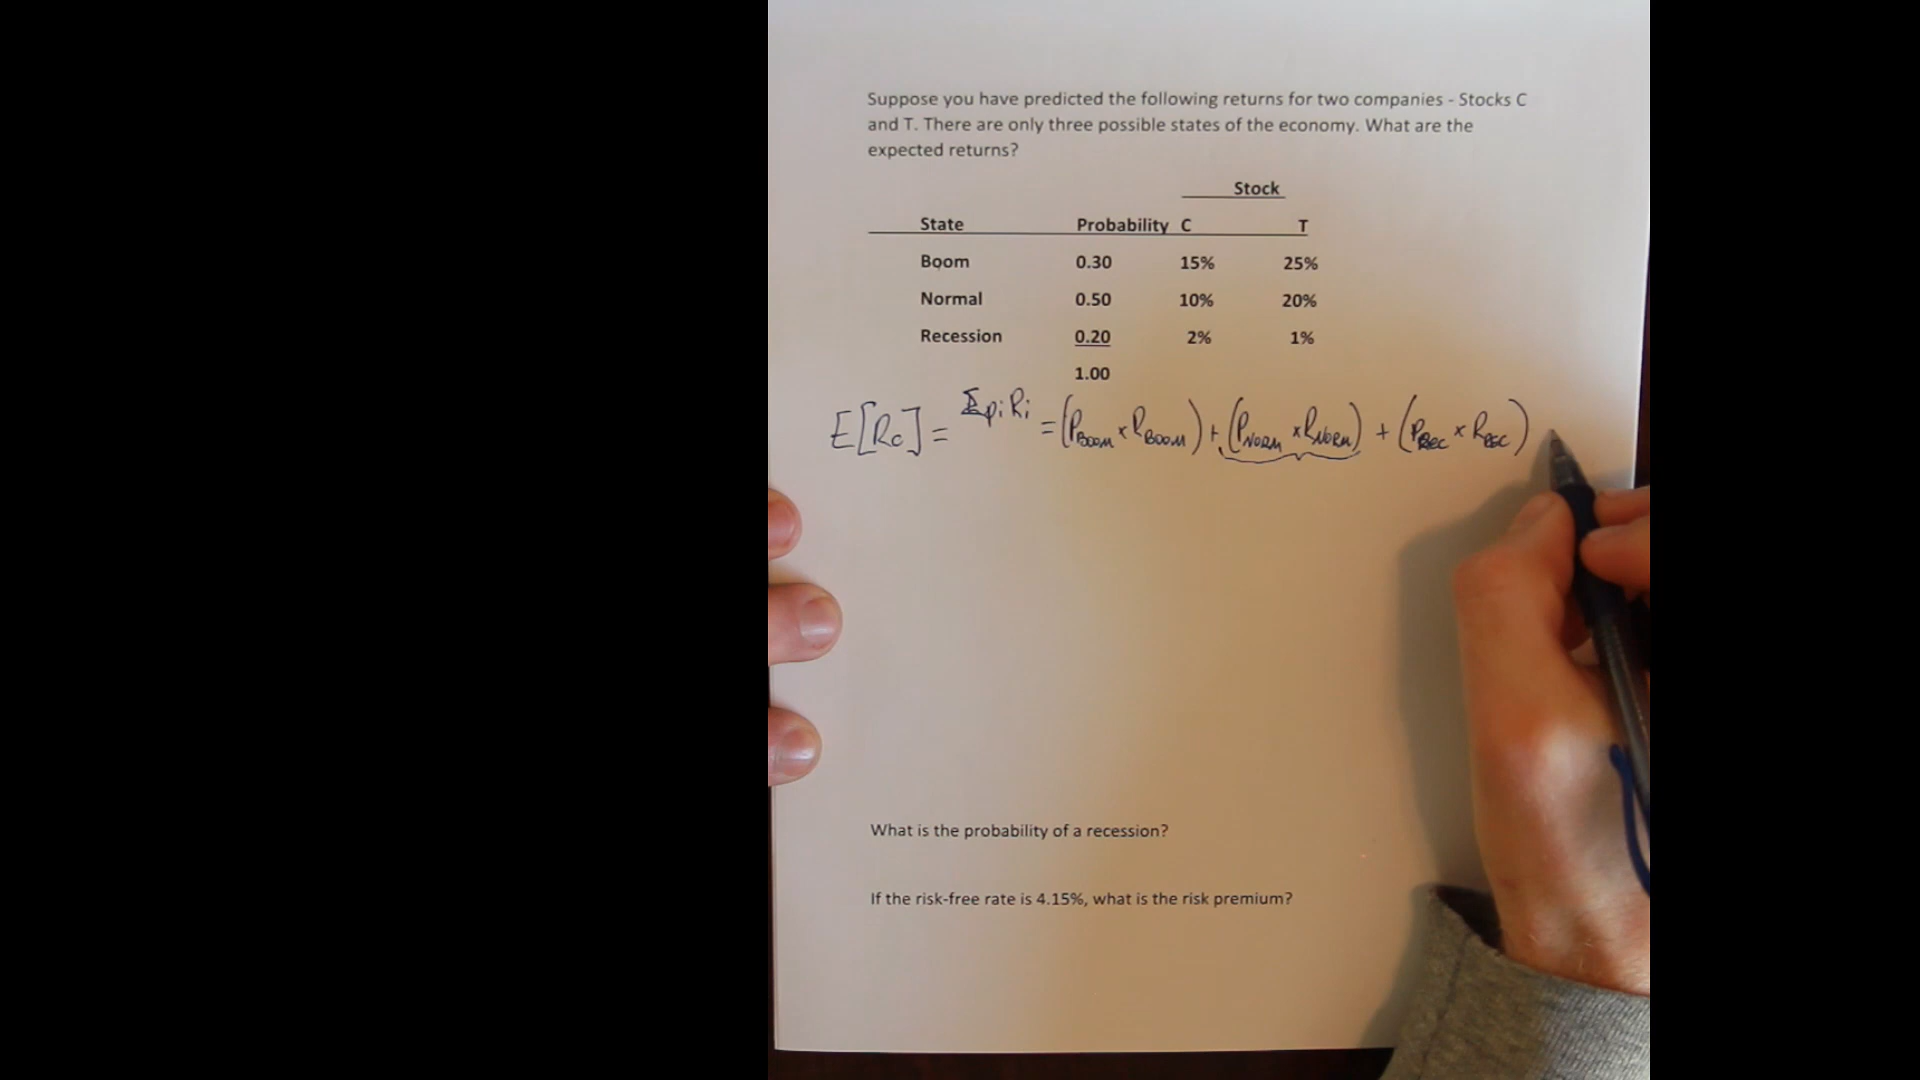 Suppose you have predicted the following returns for two companies - Stocks C
and T. There are only three possible states of the economy. What are the
expected returns?
Stock
State Probability C T
Boom 0.30 15% 25%
Normal 0.50 10% 20%
Recession 0.20 2% 1%
1.00
E[Rc] = Σpi Ri = (PBOOM × RBOOM) + (PNORM × RNORM) + (PREC × RREC)
What is the probability of a recession?
If the risk-free rate is 4.15%, what is the risk premium?